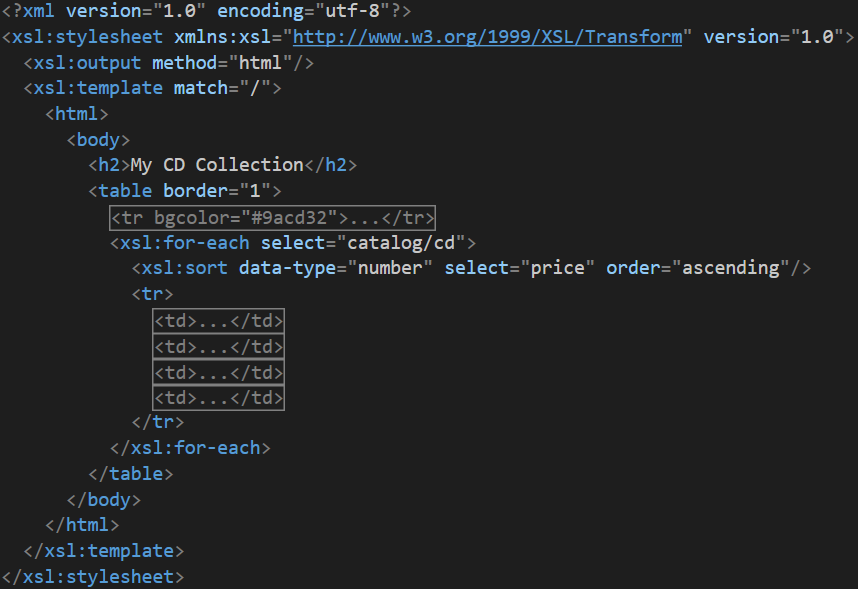 <?xml version="1.0" encoding="utf-8"?>
<xsl:stylesheet xmlns:xsl="http://www.w3.org/1999/XSL/Transform" version="1.0">
<xsl:output method="html"/>
<xsl:template match="/">
<html>
<body>
<h2>My CD Collection</h2>
<table border="1">
<tr bgcolor="#9acd32">...</tr>
<xsl:for-each select="catalog/cd">
<xsl:sort data-type="number" select="price" order="ascending"/>
<tr>
<td>...</td>
<td>...</td>
<td>...</td>
<td>...</td>
</tr>
</xsl:for-each>
</table>
</body>
</html>
</xsl:template>
</xsl:stylesheet>